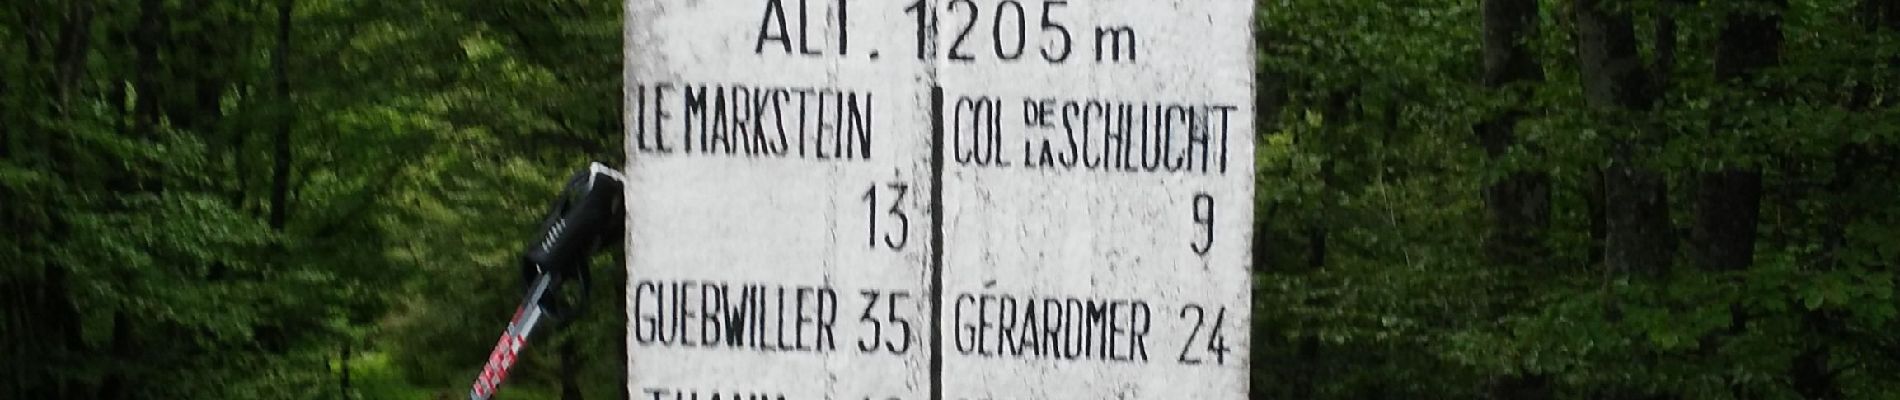 ALT. 1205 m
LE MARKSTEIN
13
GUEBWILLER 35
COL DE LA SCHLUCHT
9
GÉRARDMER 24